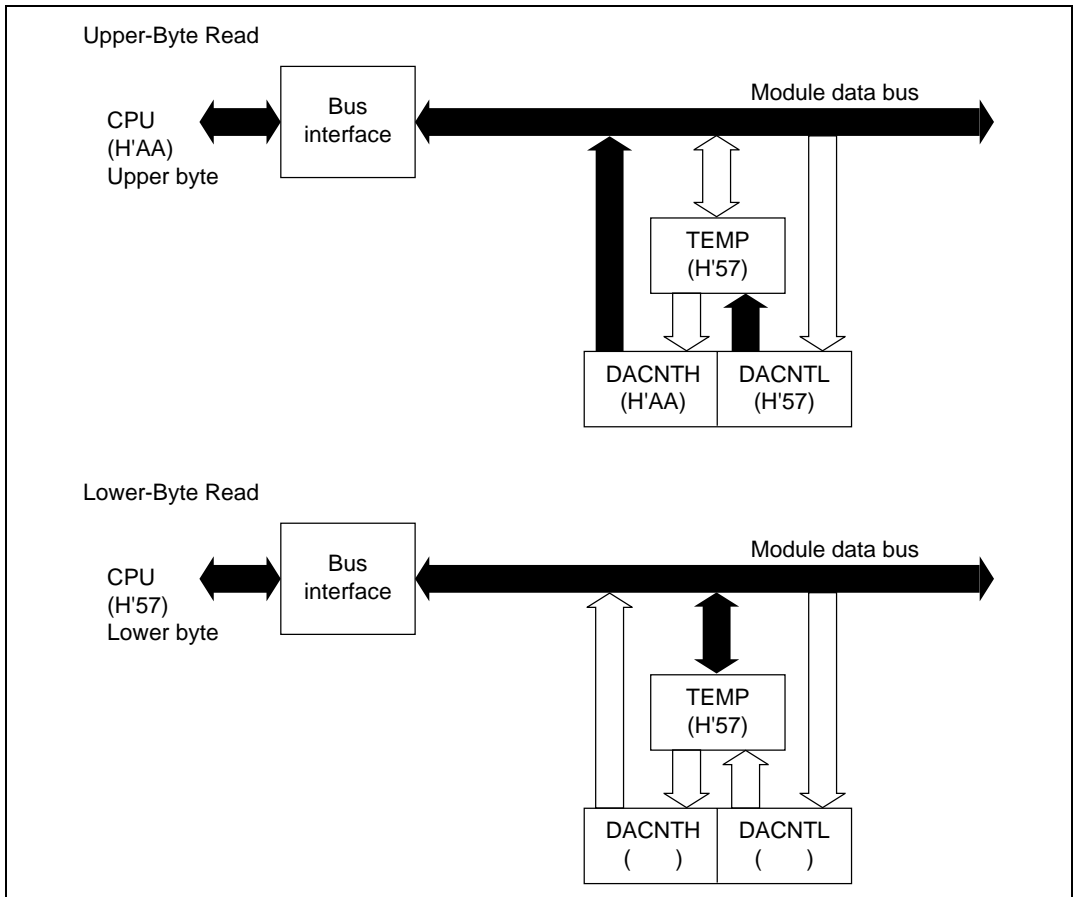 Upper-Byte Read
Module data bus
CPU
(H'AA)
Upper byte
Bus
interface
TEMP
(H'57)
DACNTH
(H'AA)
DACNTL
(H'57)
Lower-Byte Read
Module data bus
CPU
(H'57)
Lower byte
Bus
interface
TEMP
(H'57)
DACNTH
(      )
DACNTL
(      )